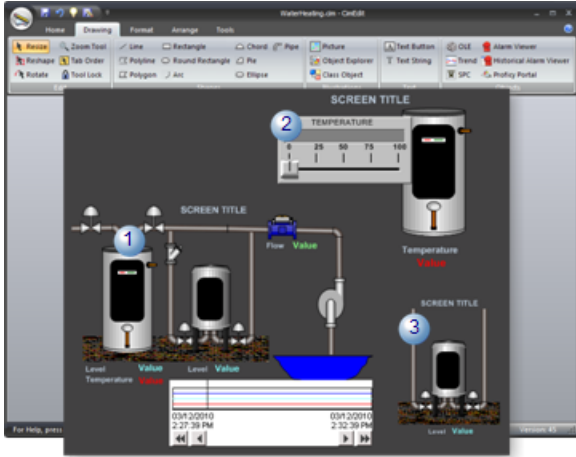 WaterHeating.cim - CimEdit
Home Drawing Format Arrange Tools
Resize Zoom Tool Line Rectangle Chord Pipe Picture Text Button OLE Alarm Viewer
Reshape Tab Order Polyline Round Rectangle Pie Object Explorer Text String Trend Historical Alarm Viewer
Rotate Tool Lock Polygon Arc Ellipse Class Object SPC Proficy Portal
SCREEN TITLE
2
TEMPERATURE
0 25 50 75 100
SCREEN TITLE
1
Flow Value
Temperature
Value
SCREEN TITLE
3
Level Value
Temperature Value
Level Value
03/12/2010
2:27:39 PM
03/12/2010
2:32:39 PM
Level Value
For Help, press
Version: 45